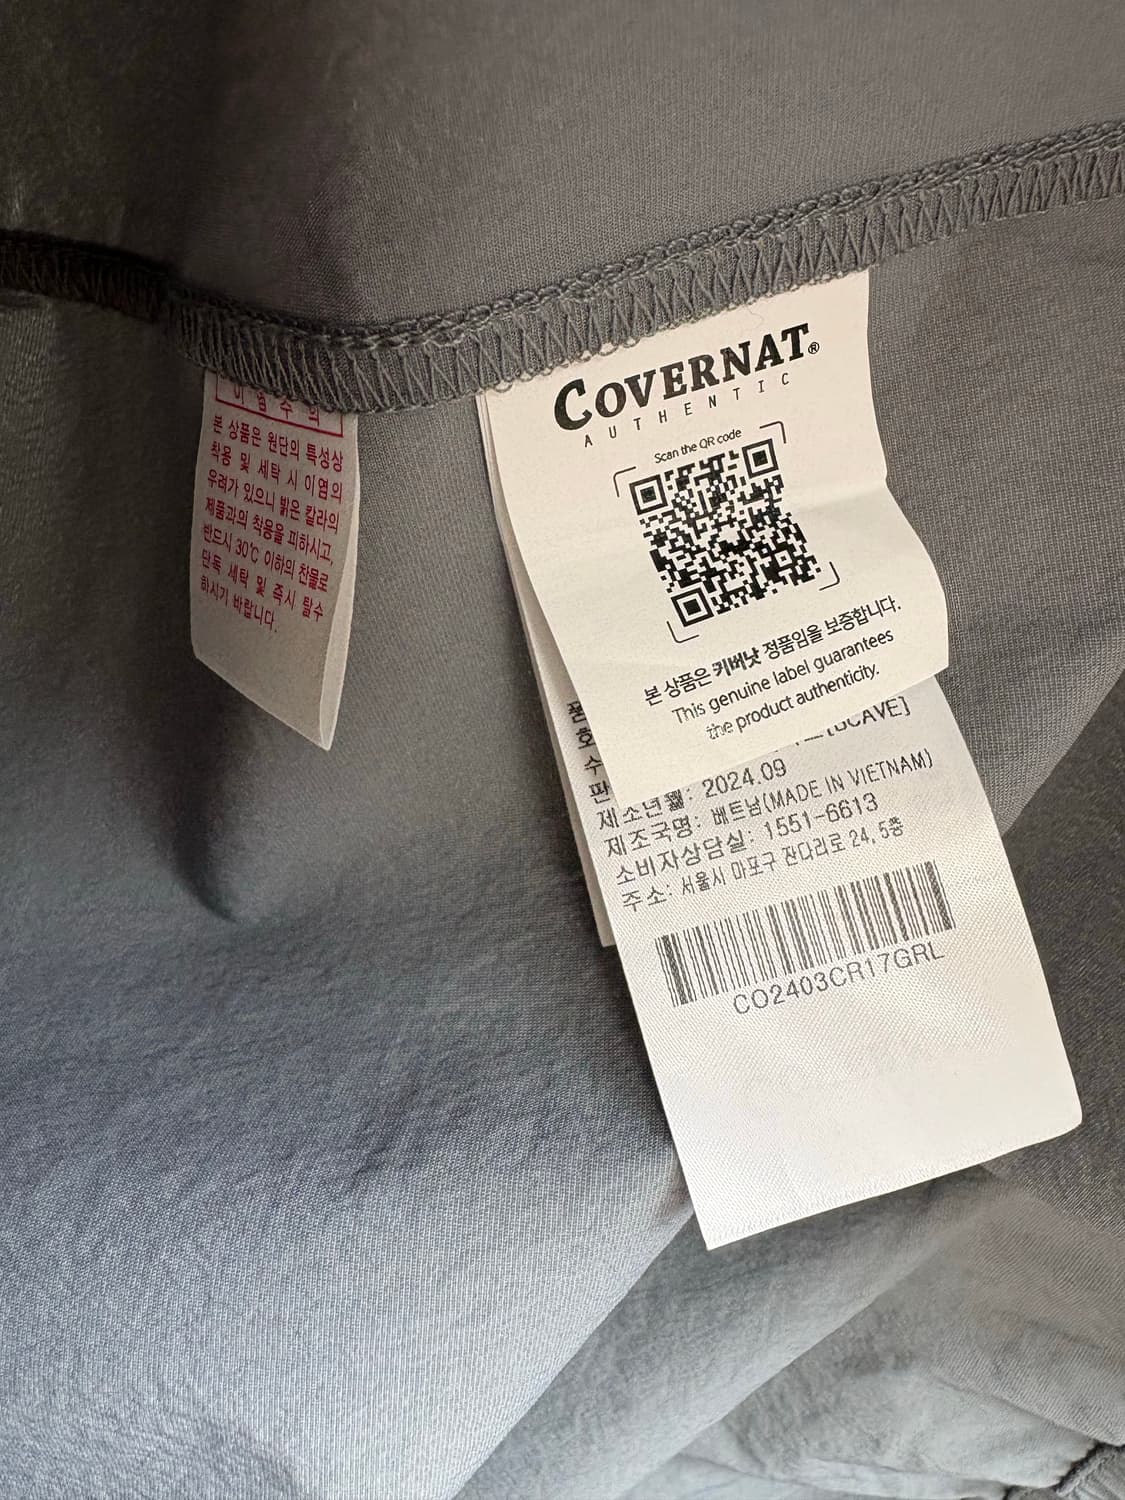 이염주의
본 상품은 원단의 특성상
착용 및 세탁 시 이염의
우려가 있으니 밝은 칼라의
제품과의 착용을 피하시고,
반드시 30℃ 이하의 찬물로
단독 세탁 및 즉시 탈수
하시기 바랍니다.
COVERNAT®
AUTHENTIC
Scan the QR code
본 상품은 커버낫 정품임을 보증합니다.
This genuine label guarantees
the product authenticity.
제조년월: 2024.09
제조국명: 베트남(MADE IN VIETNAM)
소비자상담실: 1551-6613
주소: 서울시 마포구 잔다리로 24, 5층
CO2403CR17GRL